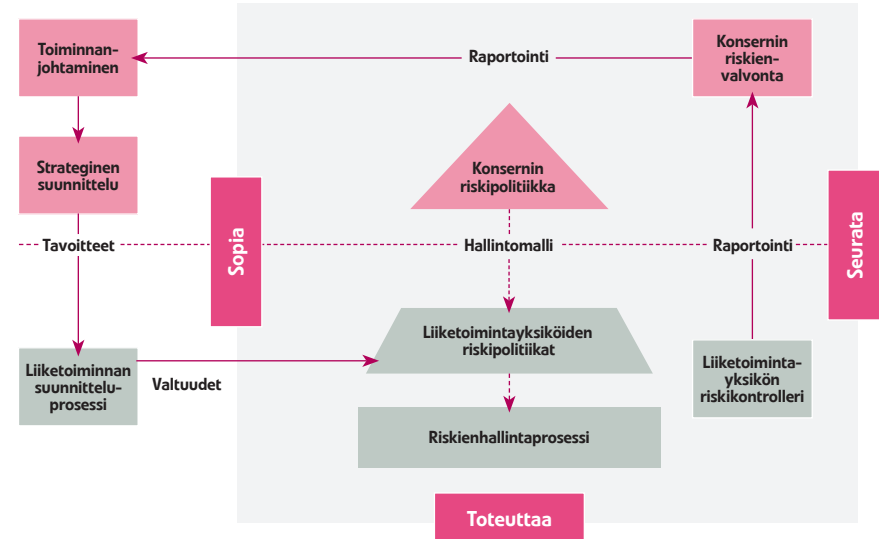 Toiminnan-
johtaminen
Raportointi
Konsernin
riskien-
valvonta
Strateginen
suunnittelu
Konsernin
riskipolitiikka
Sopia
Seurata
Tavoitteet
Hallintomalli
Raportointi
Liiketoiminnan
suunnittelu-
prosessi
Valtuudet
Liiketoimintayksiköiden
riskipolitiikat
Liiketoiminta-
yksikön
riskikontrolleri
Riskienhallintaprosessi
Toteuttaa